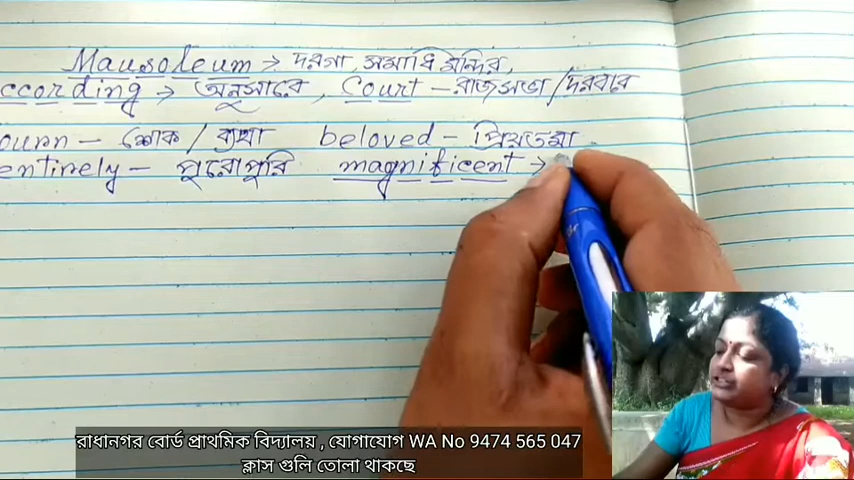 Mausoleum → দরগা, সমাধি মন্দির,
ccording → অনুসারে, Court – রাজসভা/দরবারে
ourn – শোক / ব্যথা beloved – প্রিয়তমা
entirely – পুরোপুরি magnificent →
রাধানগর বোর্ড প্রাথমিক বিদ্যালয়, যোগাযোগ WA No 9474 565 047
ক্লাস গুলি তোলা থাকছে